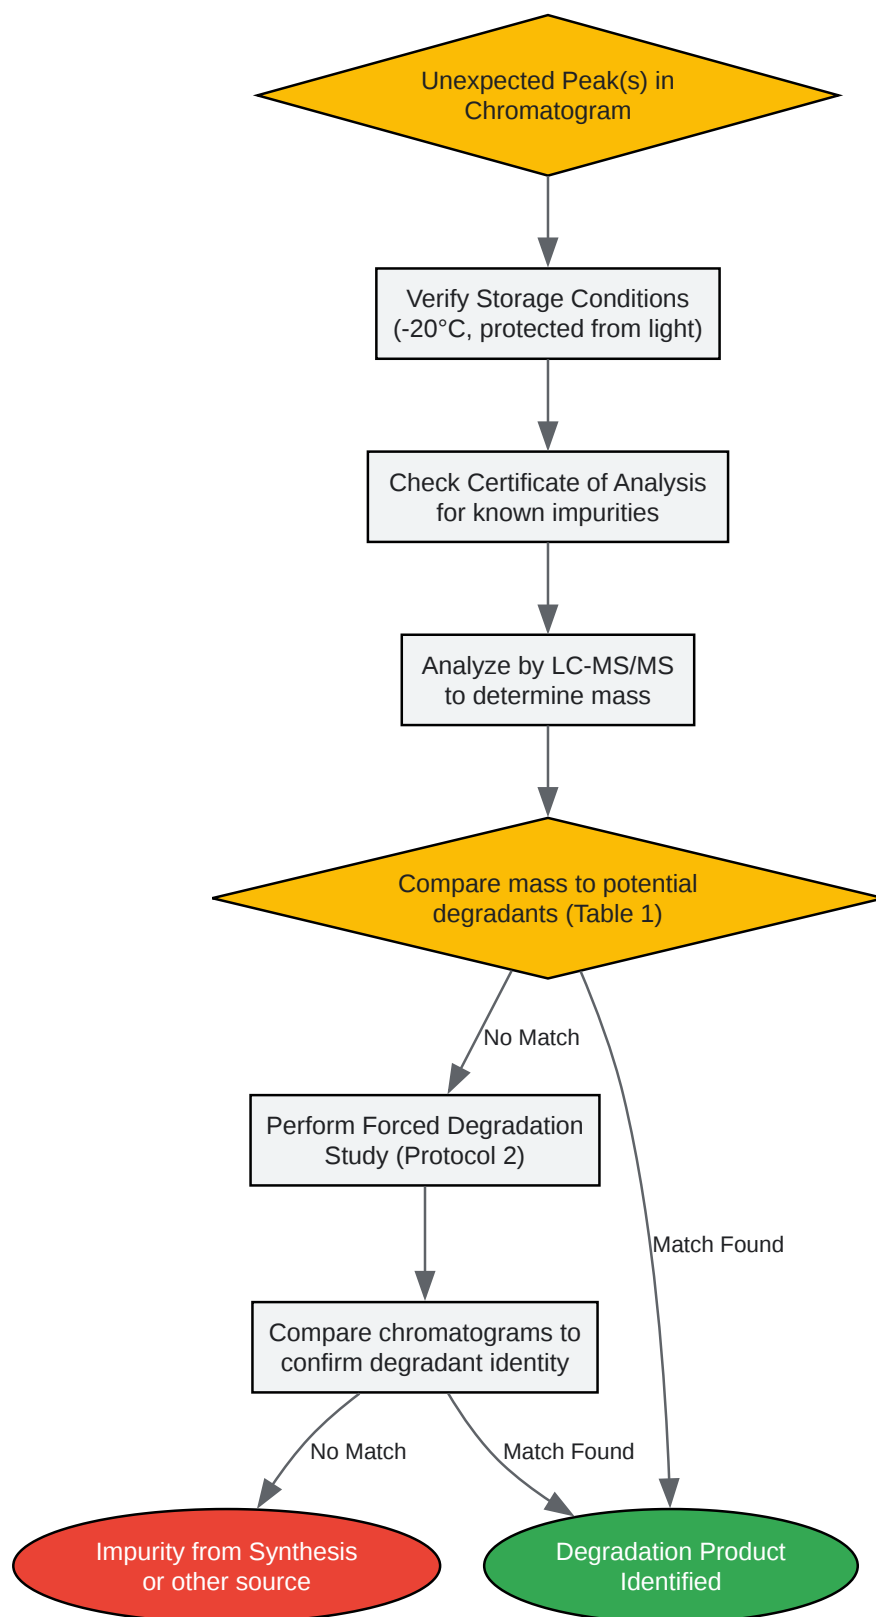 Unexpected Peak(s) in
Chromatogram
Verify Storage Conditions
(-20°C, protected from light)
Check Certificate of Analysis
for known impurities
Analyze by LC-MS/MS
to determine mass
Compare mass to potential
degradants (Table 1)
No Match
Perform Forced Degradation
Study (Protocol 2)
Match Found
Compare chromatograms to
confirm degradant identity
No Match
Match Found
Impurity from Synthesis
or other source
Degradation Product
Identified